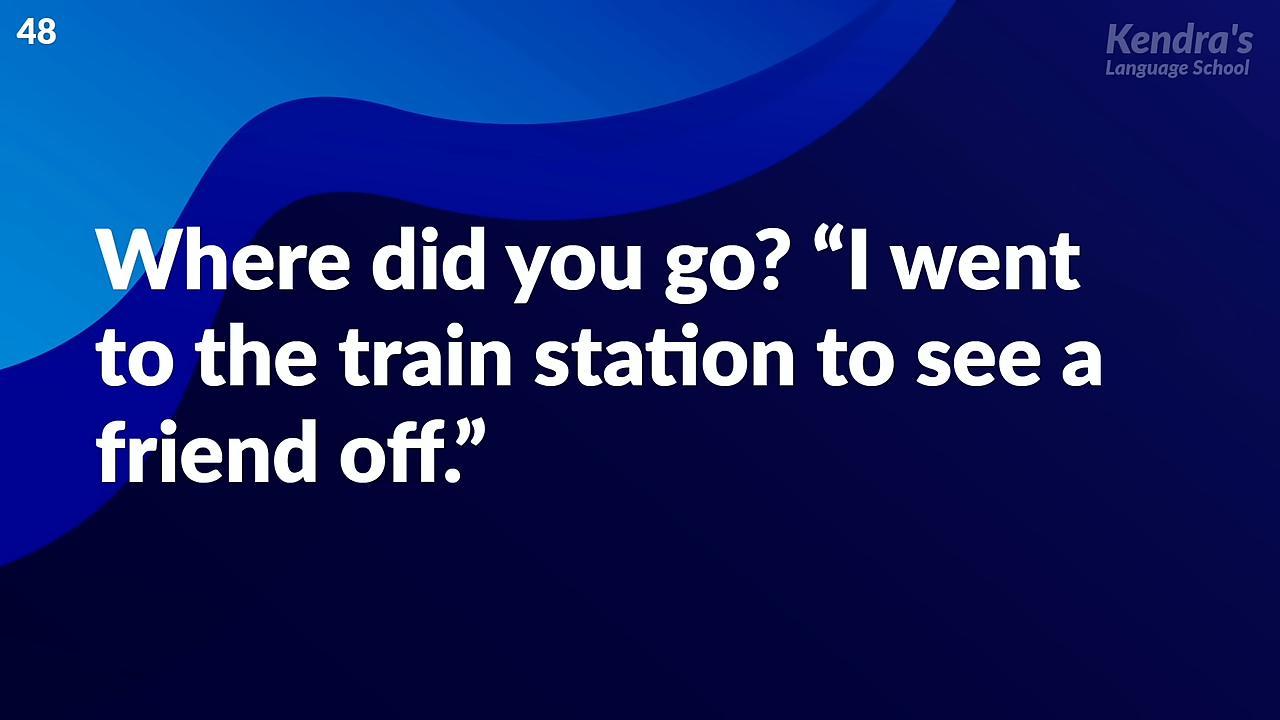 48
Kendra's
Language School
Where did you go? “I went
to the train station to see a
friend off.”